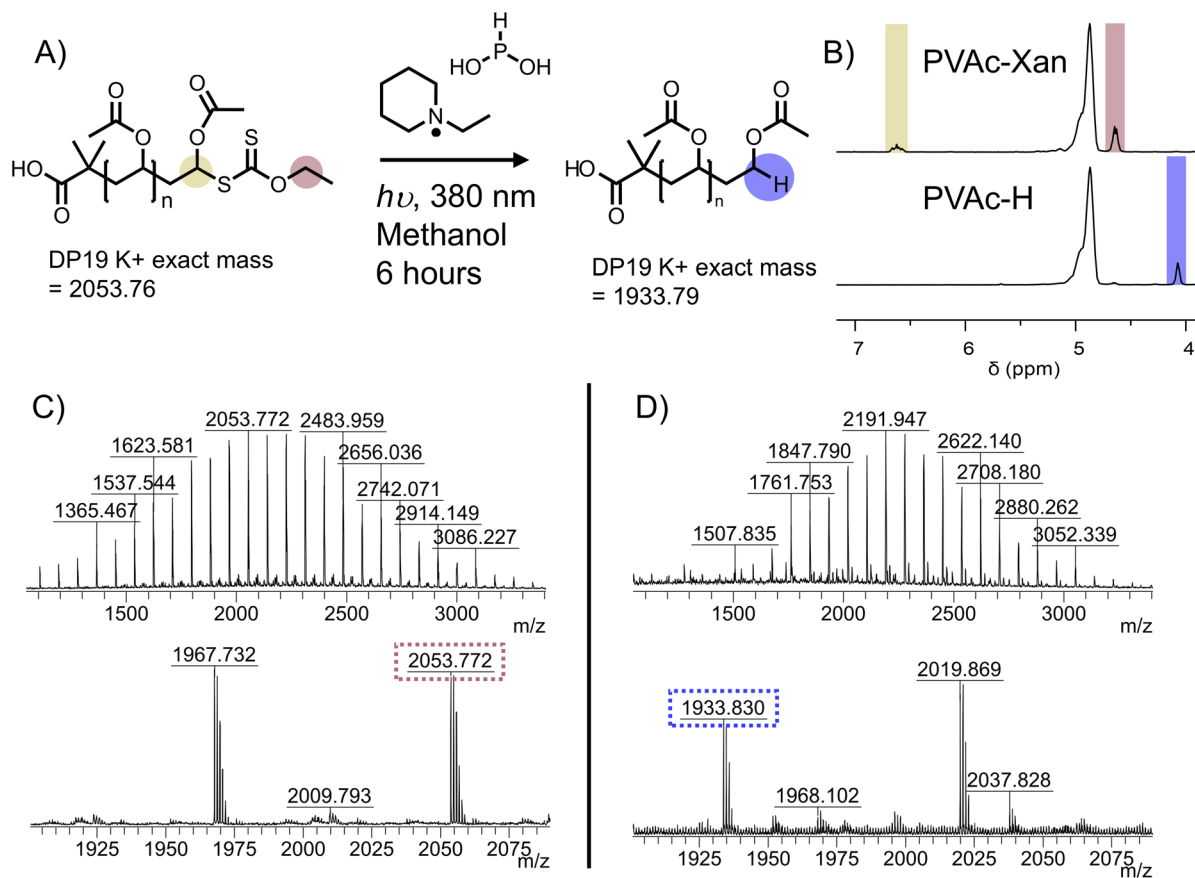 A)
O
O
O
O
HO
O
n
S
S
O
DP19 K+ exact mass
= 2053.76
H
P
HO
OH
N
hυ, 380 nm
Methanol
6 hours
O
O
O
O
HO
O
n
H
DP19 K+ exact mass
= 1933.79
B)
PVAc-Xan
PVAc-H
7 6 5 4
δ (ppm)
C)
2053.772
2483.959
1623.581
2656.036
1537.544
2742.071
1365.467
2914.149
3086.227
1500 2000 2500 3000
m/z
1967.732
2053.772
2009.793
1925 1950 1975 2000 2025 2050 2075
m/z
D)
2191.947
1847.790
2622.140
1761.753
2708.180
2880.262
1507.835
3052.339
1500 2000 2500 3000
m/z
2019.869
1933.830
2037.828
1968.102
1925 1950 1975 2000 2025 2050 2075
m/z